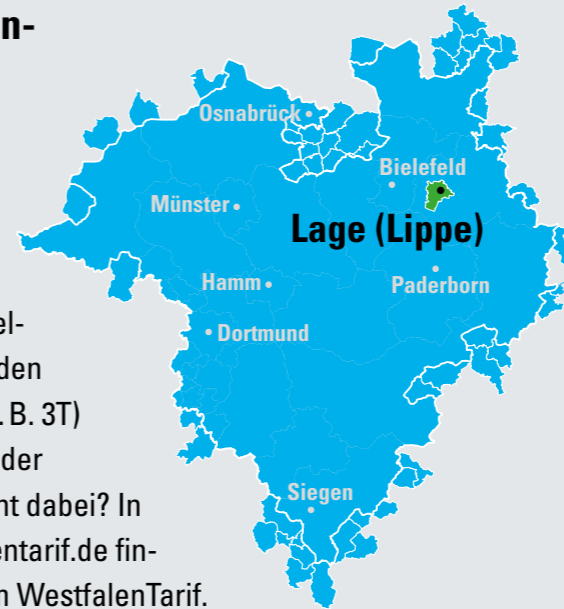 n-
Osnabrück
Bielefeld
Münster
Lage (Lippe)
Hamm
Paderborn
Dortmund
el-
den
. B. 3T)
der
nt dabei? In
Siegen
entarif.de fin-
n WestfalenTarif.